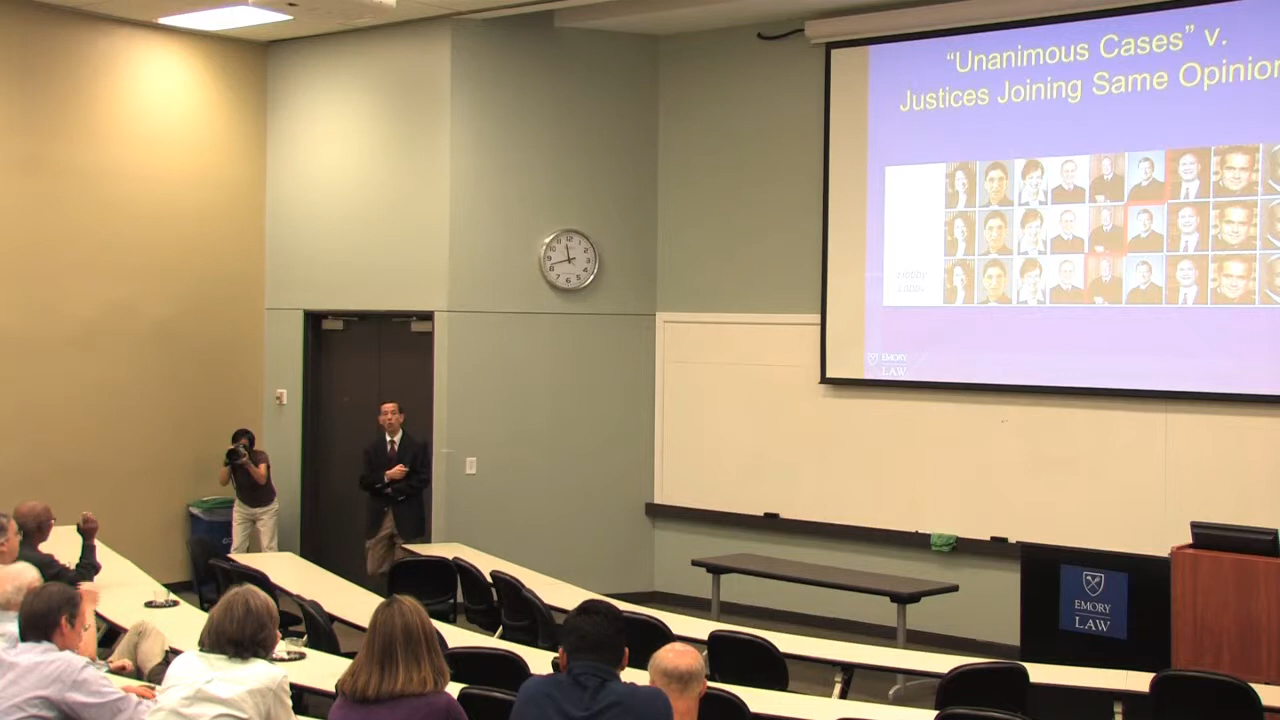 “Unanimous Cases” v.
Justices Joining Same Opinion
EMORY
LAW
EMORY
LAW